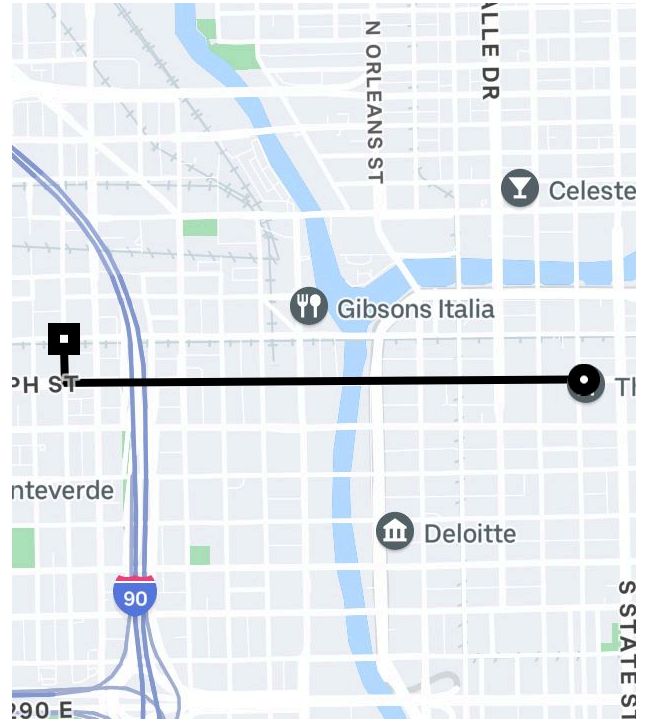 ALLE DR
N ORLEANS ST
Celeste
Gibsons Italia
PH ST
Th
nteverde
Deloitte
90
S STATE ST
290 E